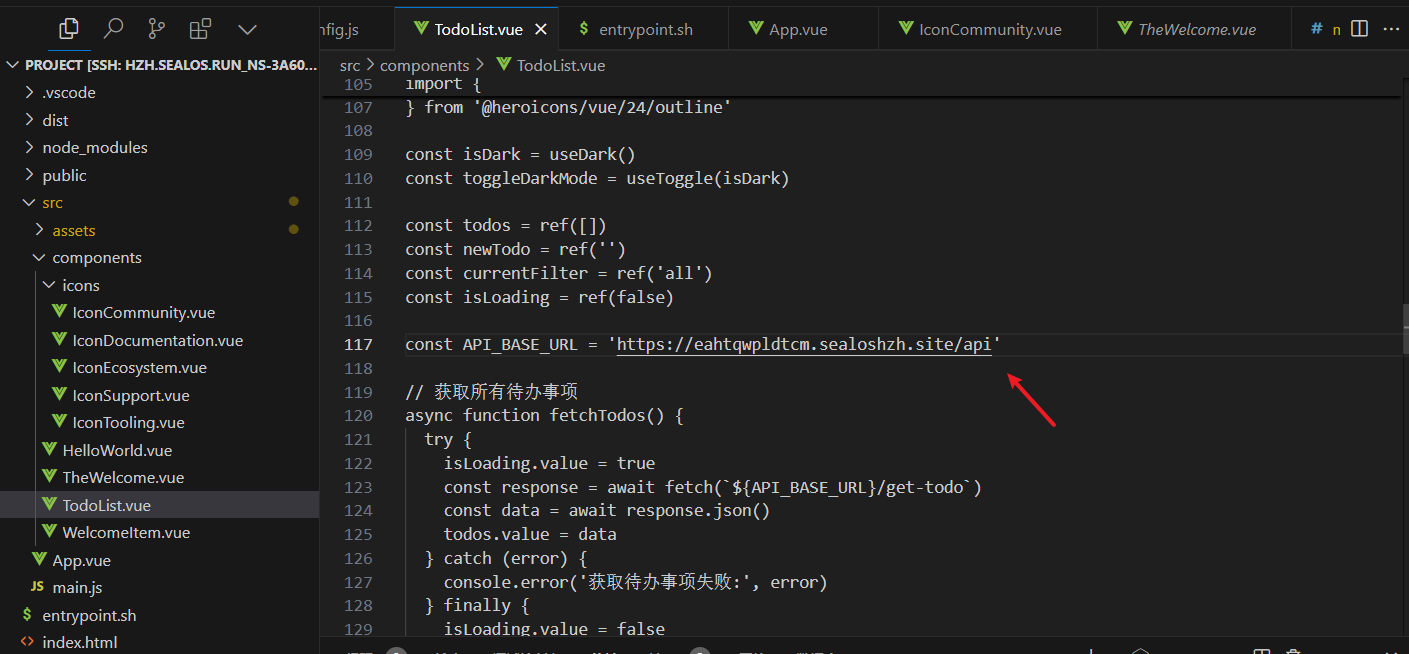 nfig.js
TodoList.vue
$ entrypoint.sh
App.vue
IconCommunity.vue
TheWelcome.vue
# n
PROJECT [SSH: HZH.SEALOS.RUN_NS-3A60...
.vscode
dist
node_modules
public
src
assets
components
icons
IconCommunity.vue
IconDocumentation.vue
IconEcosystem.vue
IconSupport.vue
IconTooling.vue
HelloWorld.vue
TheWelcome.vue
TodoList.vue
WelcomeItem.vue
App.vue
JS main.js
$ entrypoint.sh
<> index.html
src > components > TodoList.vue
105 import {
107 } from '@heroicons/vue/24/outline'
108
109 const isDark = useDark()
110 const toggleDarkMode = useToggle(isDark)
111
112 const todos = ref([])
113 const newTodo = ref('')
114 const currentFilter = ref('all')
115 const isLoading = ref(false)
116
117 const API_BASE_URL = 'https://eahtqwpldtcm.sealoshzh.site/api'
118
119 // 获取所有待办事项
120 async function fetchTodos() {
121 try {
122 isLoading.value = true
123 const response = await fetch(`${API_BASE_URL}/get-todo`)
124 const data = await response.json()
125 todos.value = data
126 } catch (error) {
127 console.error('获取待办事项失败:', error)
128 } finally {
129 isLoading.value = false